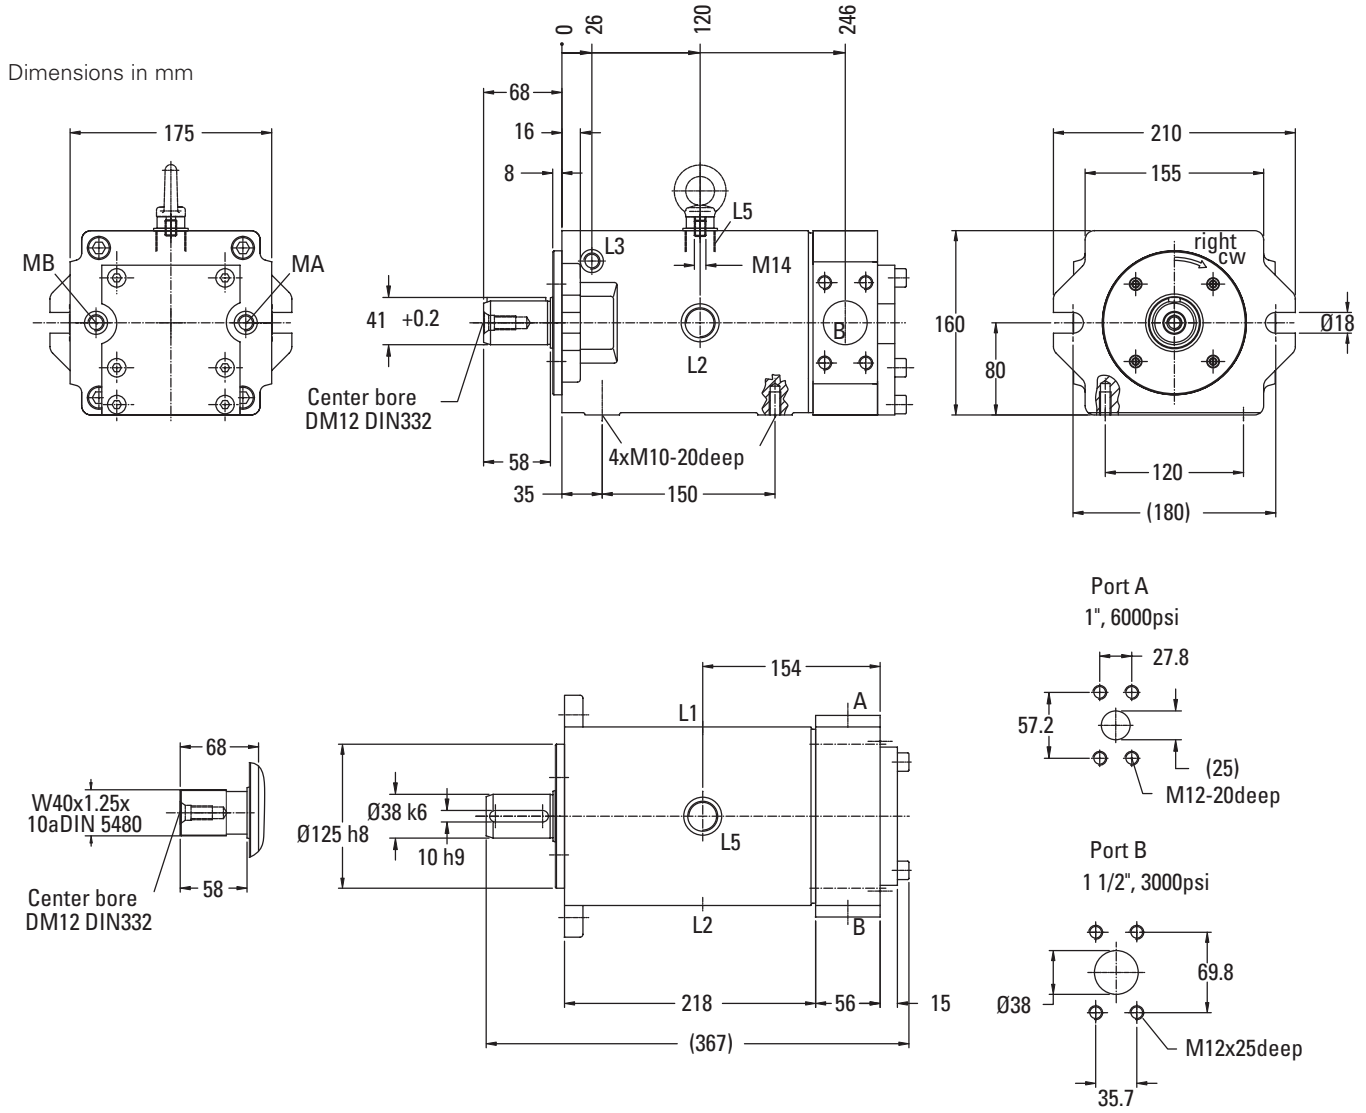 Dimensions in mm
0
26
120
246
68
16
8
175
MB
MA
L3
L5
M14
41 +0.2
L2
B
Center bore
DM12 DIN332
58
35
4xM10-20deep
150
210
155
right
cw
160
80
Ø18
120
(180)
Port A
1", 6000psi
27.8
57.2
(25)
M12-20deep
154
L1
A
68
W40x1.25x
10aDIN 5480
58
Center bore
DM12 DIN332
Ø125 h8
Ø38 k6
10 h9
L5
L2
B
218
56
15
(367)
Port B
1 1/2", 3000psi
69.8
Ø38
M12x25deep
35.7